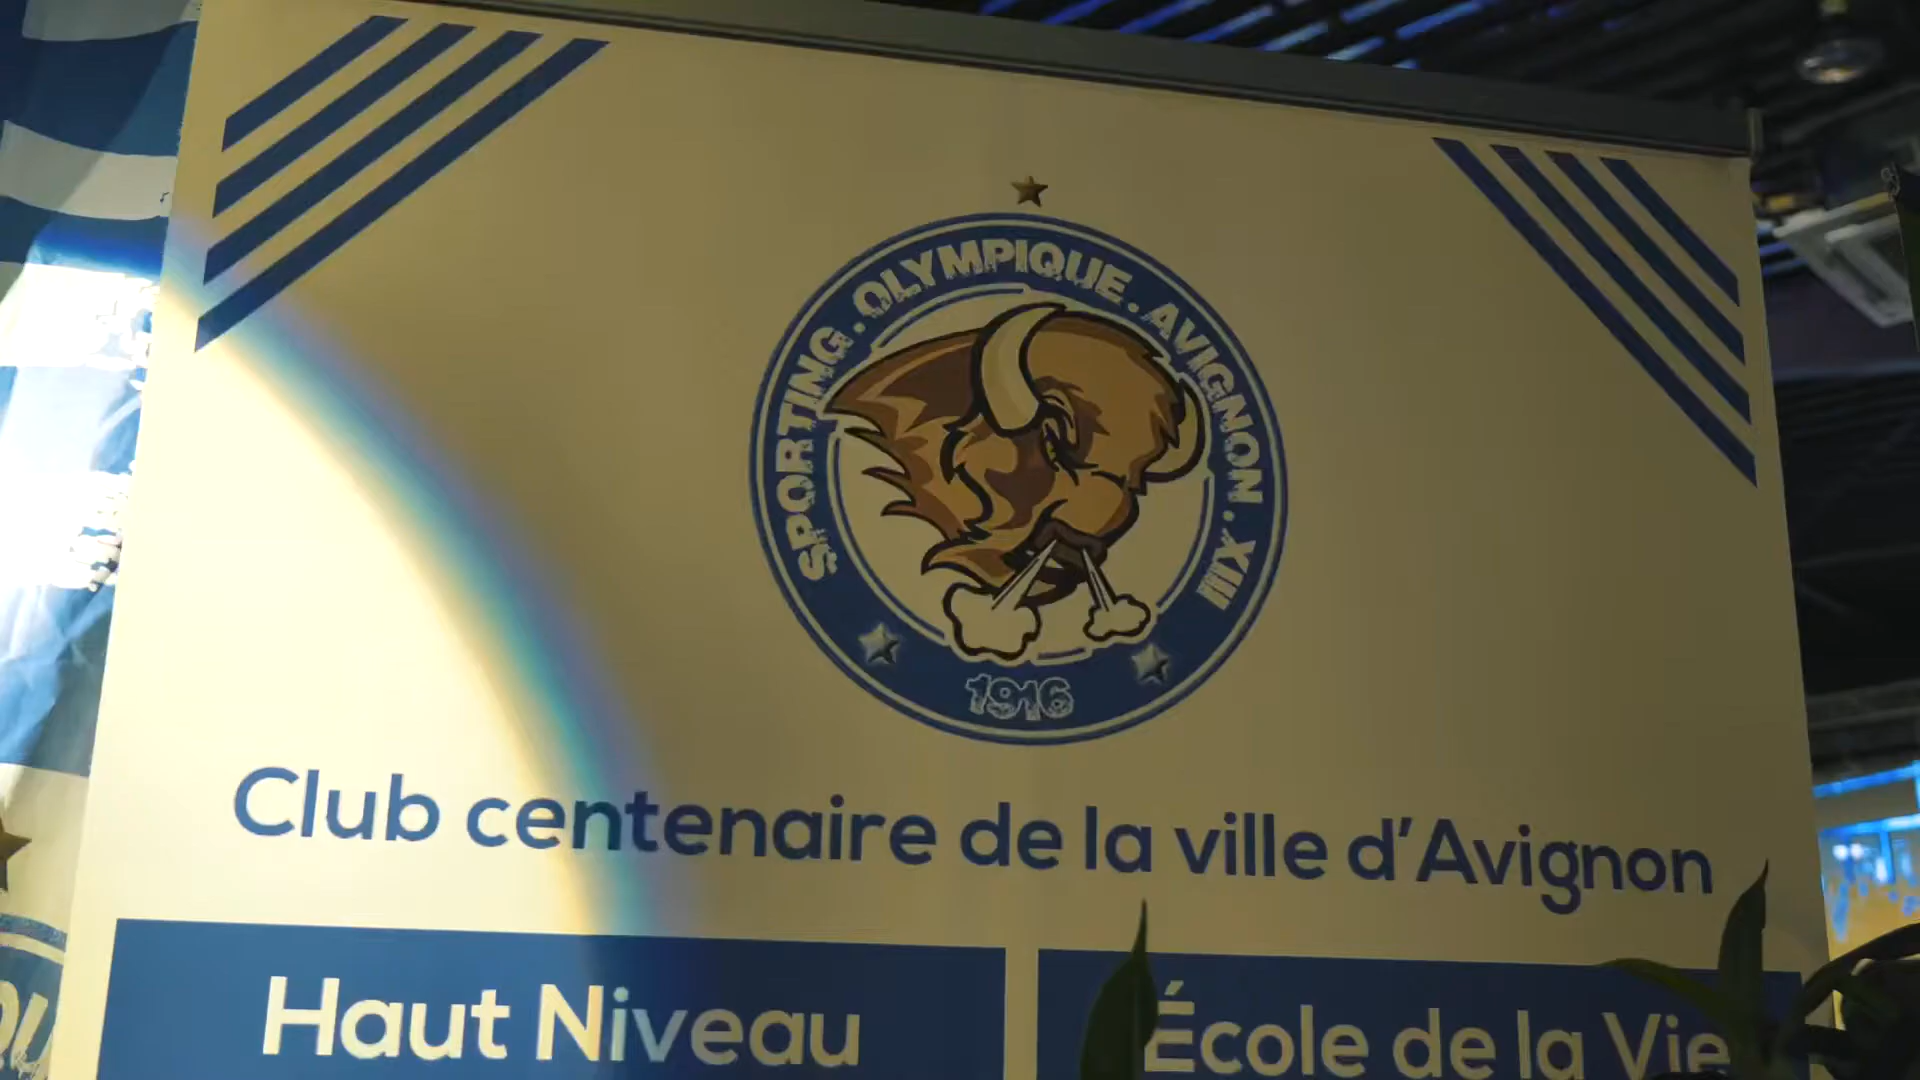 SPORTING . OLYMPIQUE . AVIGNON . XIII
1916
Club centenaire de la ville d'Avignon
Haut Niveau
École de la Vie